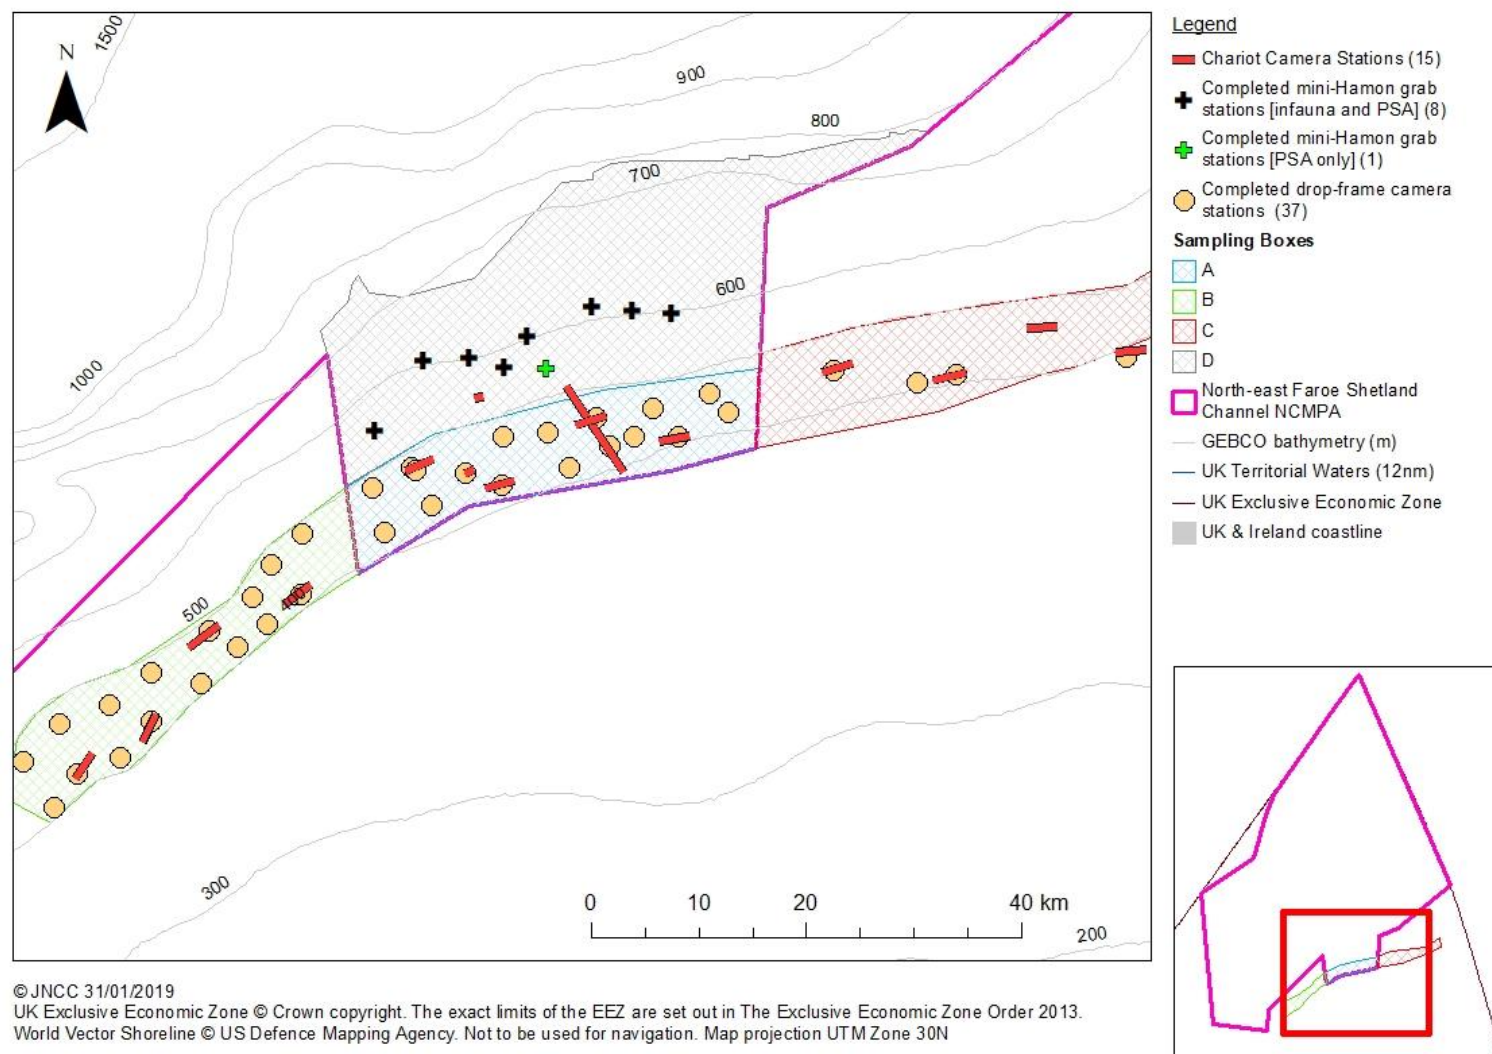 1500
N
900
800
700
600
1000
500
400
300
200
0 10 20 40 km
Legend
Chariot Camera Stations (15)
Completed mini-Hamon grab
stations [infauna and PSA] (8)
Completed mini-Hamon grab
stations [PSA only] (1)
Completed drop-frame camera
stations (37)
Sampling Boxes
A
B
C
D
North-east Faroe Shetland
Channel NCMPA
GEBCO bathymetry (m)
UK Territorial Waters (12nm)
UK Exclusive Economic Zone
UK & Ireland coastline
©JNCC 31/01/2019
UK Exclusive Economic Zone © Crown copyright. The exact limits of the EEZ are set out in The Exclusive Economic Zone Order 2013.
World Vector Shoreline © US Defence Mapping Agency. Not to be used for navigation. Map projection UTM Zone 30N